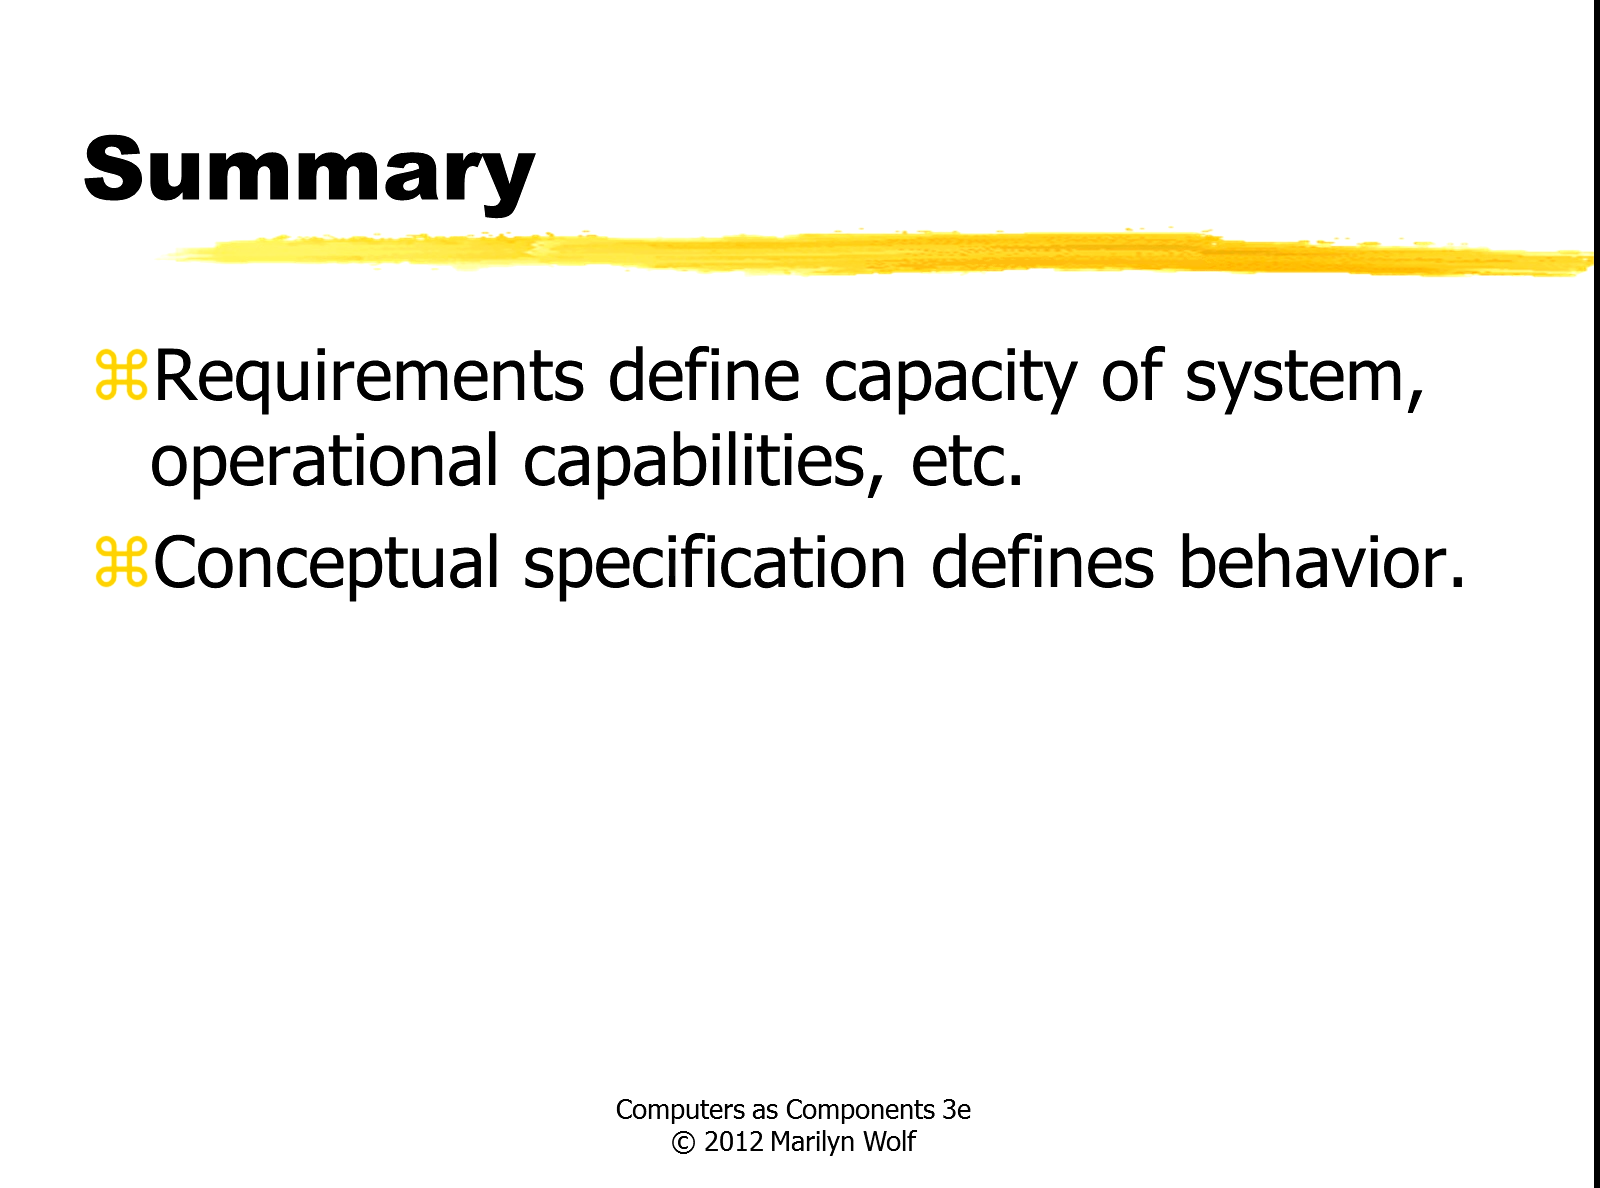 Summary
⌘Requirements define capacity of system,
operational capabilities, etc.
⌘Conceptual specification defines behavior.
Computers as Components 3e
© 2012 Marilyn Wolf